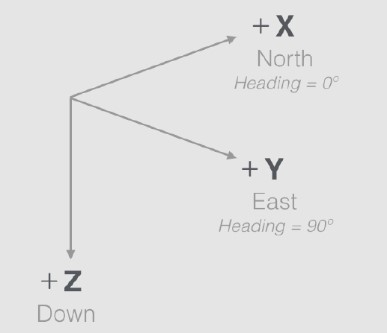 + X
North
Heading = 0°
+ Y
East
Heading = 90°
+ Z
Down